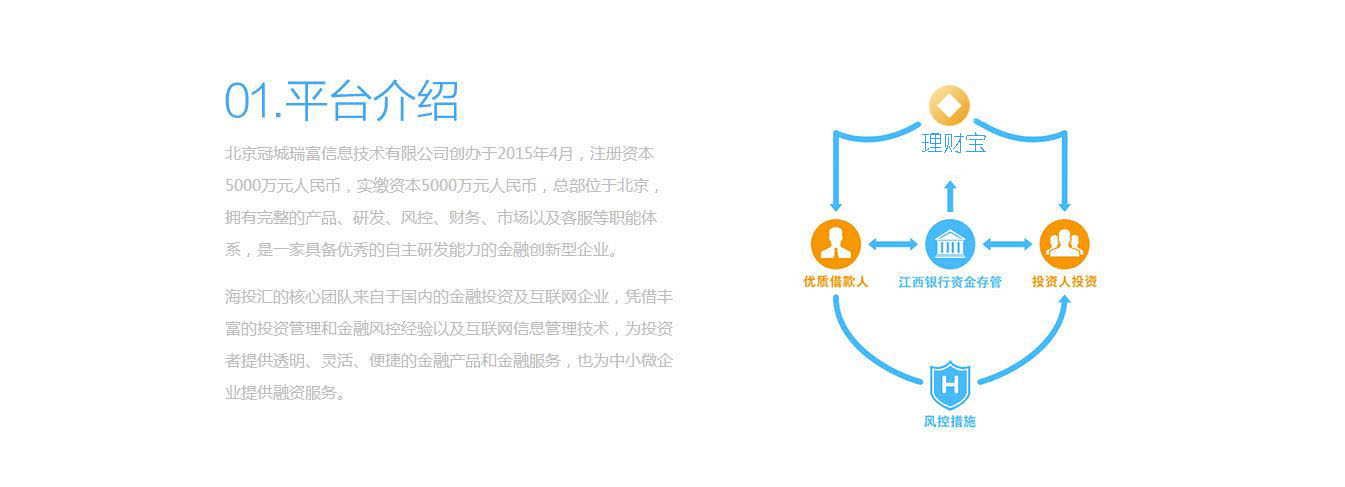 01.平台介绍
北京冠城瑞富信息技术有限公司创办于2015年4月，注册资本
5000万元人民币，实缴资本5000万元人民币，总部位于北京，
拥有完整的产品、研发、风控、财务、市场以及客服等职能体
系，是一家具备优秀的自主研发能力的金融创新型企业。
海投汇的核心团队来自于国内的金融投资及互联网企业，凭借丰
富的投资管理和金融风控经验以及互联网信息管理技术，为投资
者提供透明、灵活、便捷的金融产品和金融服务，也为中小微企
业提供融资服务。
理财宝
优质借款人
江西银行资金存管
投资人投资
H
风控措施